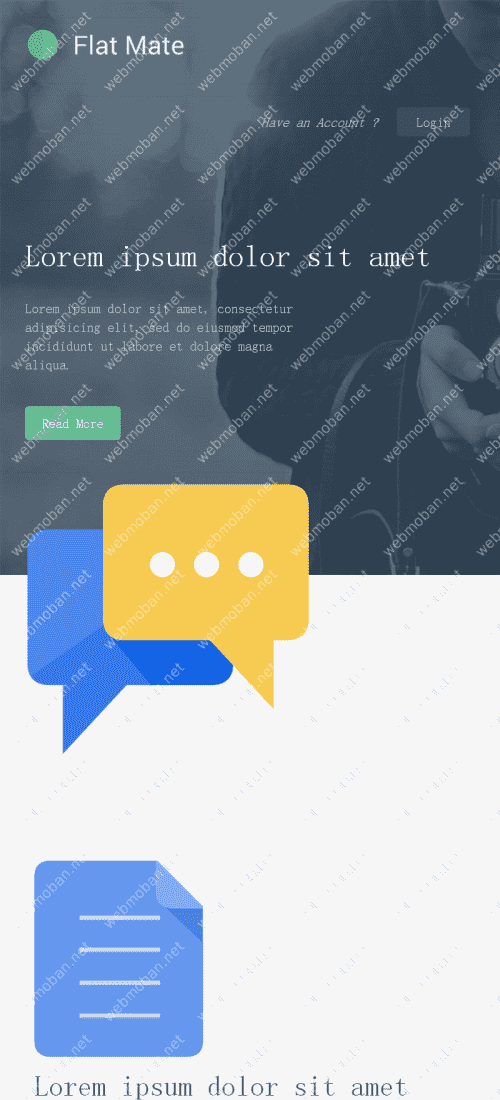 Flat Mate
Have an Account ?
Login
Lorem ipsum dolor sit amet
Lorem ipsum dolor sit amet, consectetur
adipisicing elit, sed do eiusmod tempor
incididunt ut labore et dolore magna
aliqua.
Read More
Lorem ipsum dolor sit amet
webmoban.net